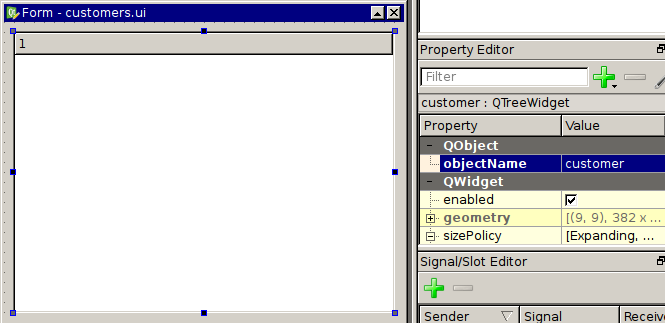 Form - customers.ui
1
Property Editor
Filter
customer : QTreeWidget
Property Value
QObject
objectName customer
QWidget
enabled
geometry [(9, 9), 382 x ...
sizePolicy [Expanding, ...
Signal/Slot Editor
Sender Signal Receive